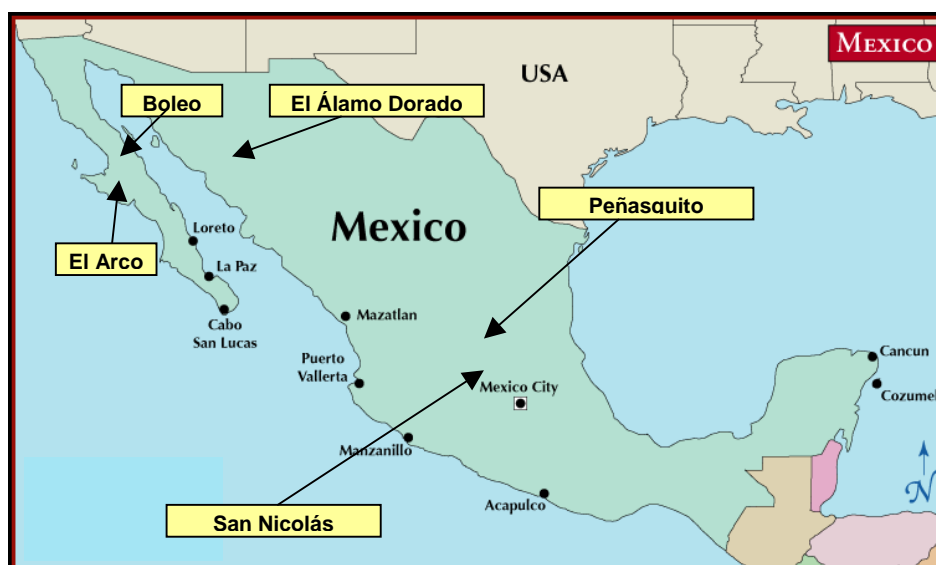 MEXICO
USA
Boleo
El Álamo Dorado
Peñasquito
Mexico
Loreto
El Arco
La Paz
Cabo
San Lucas
Mazatlan
Puerto
Vallerta
Mexico City
Cancun
Cozumel
Manzanillo
Acapulco
San Nicolás
N